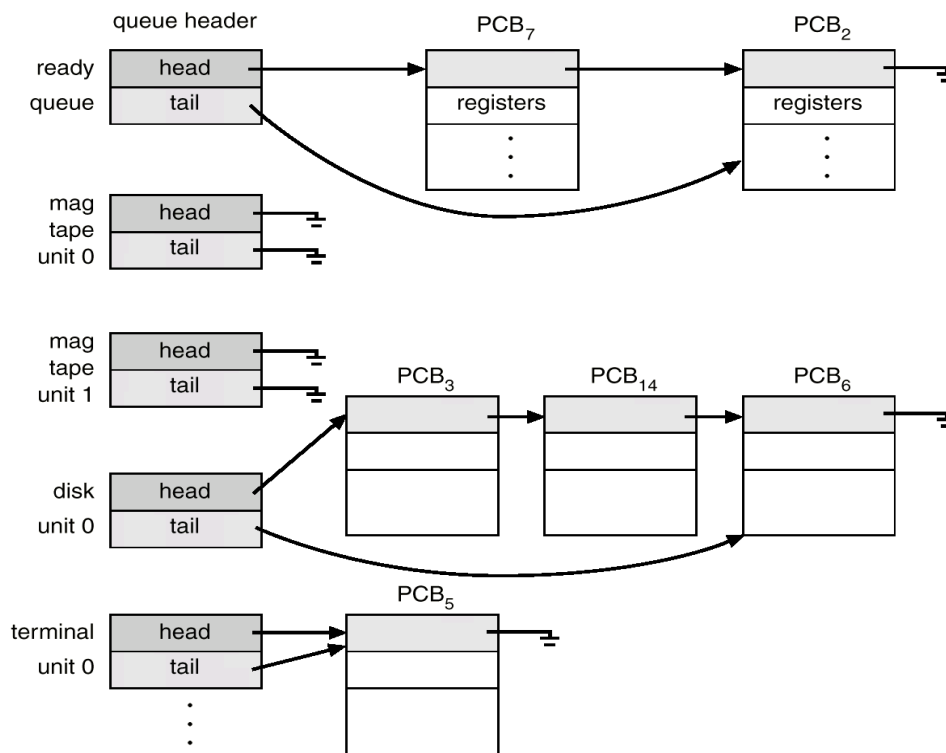 queue header
PCB7
PCB2
ready
queue
head
tail
registers
registers
mag
tape
unit 0
head
tail
mag
tape
unit 1
head
tail
PCB3
PCB14
PCB6
disk
unit 0
head
tail
PCB5
terminal
unit 0
head
tail